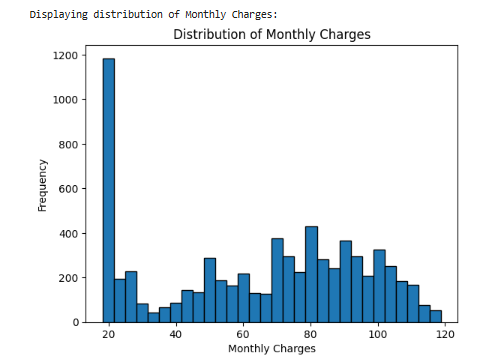 Displaying distribution of Monthly Charges:
Distribution of Monthly Charges
1200
1000
800
600
400
200
0
Frequency
20 40 60 80 100 120
Monthly Charges